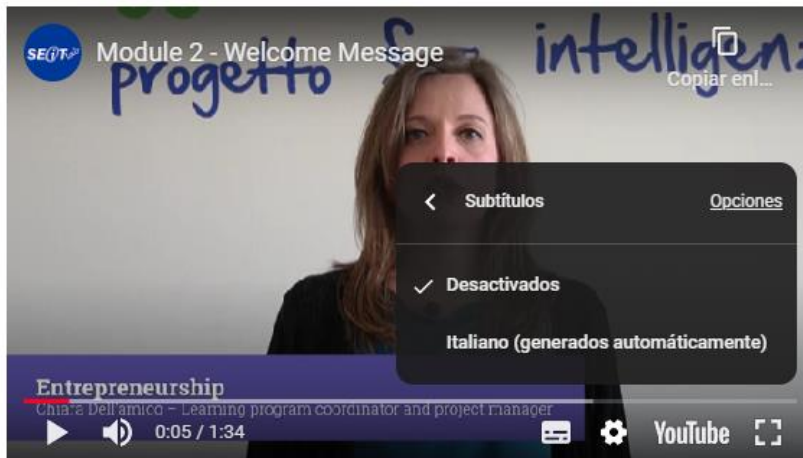 SE@TV
Module 2 - Welcome Message
progetto intelligen
Copiar enl...
Subtítulos
Opciones
Desactivados
Italiano (generados automáticamente)
Entrepreneurship
Chiara Dell'amico – Learning program coordinator and project manager
0:05 / 1:34
YouTube